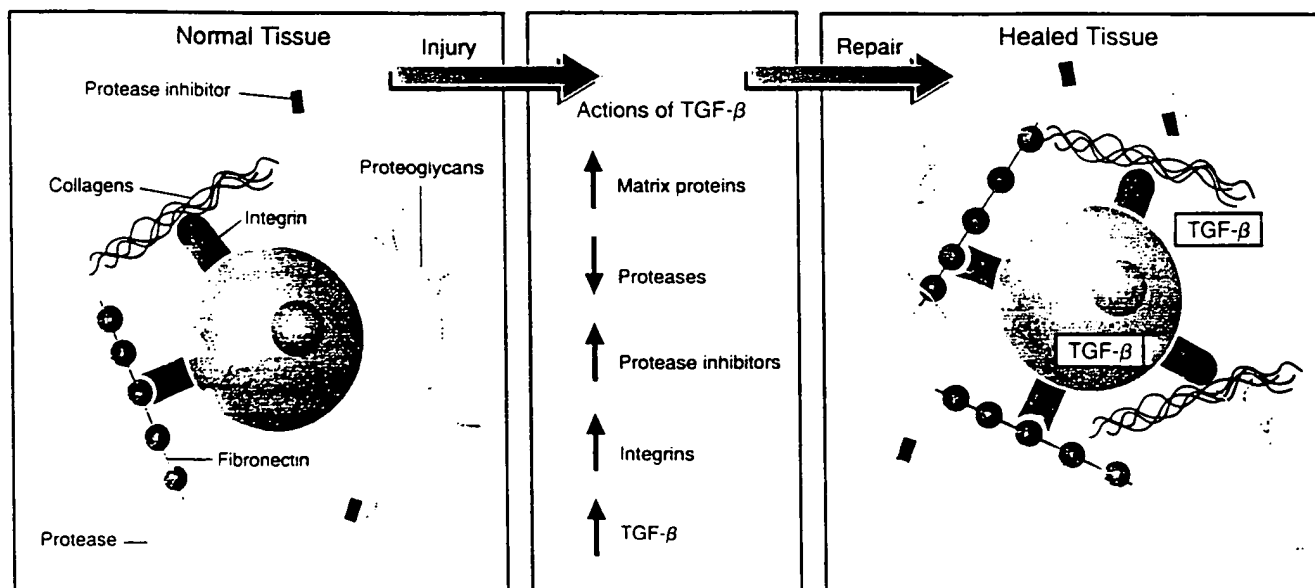 Normal Tissue
Injury
Repair
Healed Tissue
Protease inhibitor
Actions of TGF-β
Proteoglycans
Collagens
Integrin
Matrix proteins
TGF-β
Proteases
TGF-β
Protease inhibitors
Fibronectin
Integrins
Protease
TGF-β